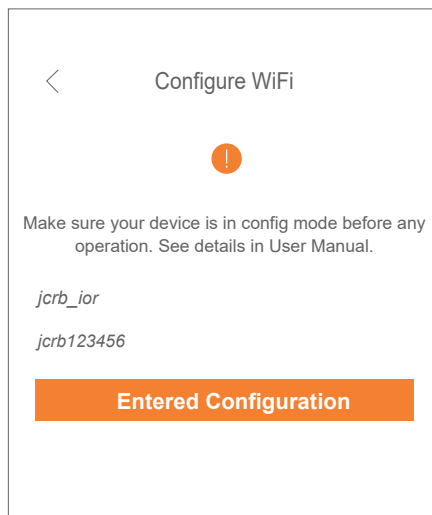 Configure WiFi
Make sure your device is in config mode before any
operation. See details in User Manual.
jcrb_ior
jcrb123456
Entered Configuration